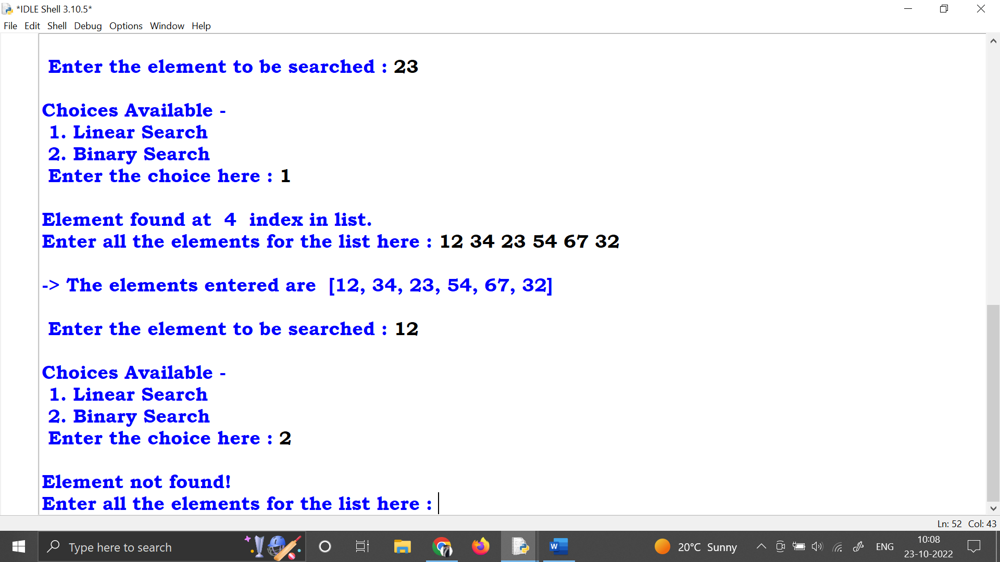 *IDLE Shell 3.10.5*
File Edit Shell Debug Options Window Help
Enter the element to be searched : 23
Choices Available -
1. Linear Search
2. Binary Search
Enter the choice here : 1
Element found at  4  index in list.
Enter all the elements for the list here : 12 34 23 54 67 32
-> The elements entered are  [12, 34, 23, 54, 67, 32]
Enter the element to be searched : 12
Choices Available -
1. Linear Search
2. Binary Search
Enter the choice here : 2
Element not found!
Enter all the elements for the list here :
Ln: 52 Col: 43
Type here to search
W
20°C Sunny
ENG
10:08
23-10-2022